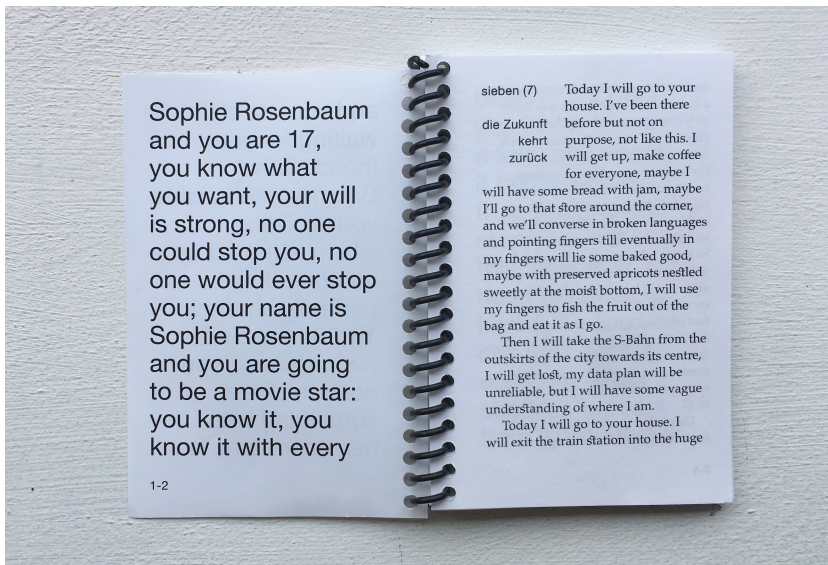 Sophie Rosenbaum
and you are 17,
you know what
you want, your will
is strong, no one
could stop you, no
one would ever stop
you; your name is
Sophie Rosenbaum
and you are going
to be a movie star:
you know it, you
know it with every
1-2
sieben (7)
die Zukunft
kehrt
zurück
Today I will go to your
house. I've been there
before but not on
purpose, not like this. I
will get up, make coffee
for everyone, maybe I
will have some bread with jam, maybe
I'll go to that store around the corner,
and we'll converse in broken languages
and pointing fingers till eventually in
my fingers will lie some baked good,
maybe with preserved apricots nestled
sweetly at the moist bottom, I will use
my fingers to fish the fruit out of the
bag and eat it as I go.
Then I will take the S-Bahn from the
outskirts of the city towards its centre,
I will get lost, my data plan will be
unreliable, but I will have some vague
understanding of where I am.
Today I will go to your house. I
will exit the train station into the huge